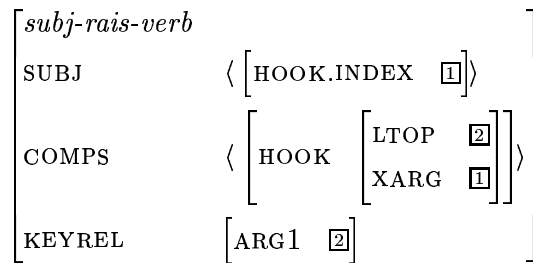 subj-rais-verb
SUBJ ⟨ [HOOK.INDEX 1] ⟩
LTOP 2
COMPS ⟨ [HOOK
XARG 1]] ⟩
KEYREL [ARG1 2]